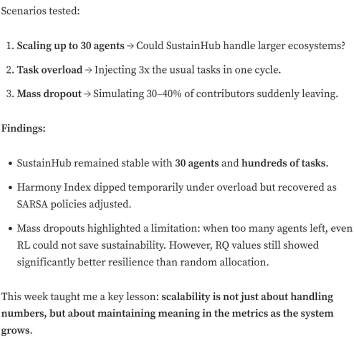 Scenarios tested:
1. Scaling up to 30 agents → Could SustainHub handle larger ecosystems?
2. Task overload → Injecting 3x the usual tasks in one cycle.
3. Mass dropout → Simulating 30–40% of contributors suddenly leaving.
Findings:
• SustainHub remained stable with 30 agents and hundreds of tasks.
• Harmony Index dipped temporarily under overload but recovered as
SARSA policies adjusted.
• Mass dropouts highlighted a limitation: when too many agents left, even
RL could not save sustainability. However, RQ values still showed
significantly better resilience than random allocation.
This week taught me a key lesson: scalability is not just about handling
numbers, but about maintaining meaning in the metrics as the system
grows.